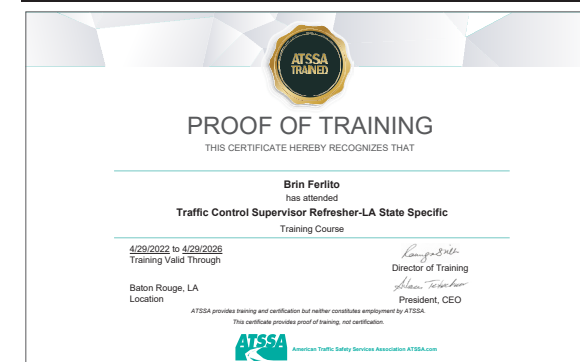 ATSSA
TRAINED
PROOF OF TRAINING
THIS CERTIFICATE HEREBY RECOGNIZES THAT
Brin Ferlito
has attended
Traffic Control Supervisor Refresher-LA State Specific
Training Course
4/29/2022 to 4/29/2026
Training Valid Through
Director of Training
Baton Rouge, LA
Location
President, CEO
ATSSA provides training and certification but neither constitutes employment by ATSSA.
This certificate provides proof of training, not certification.
ATSSA
American Traffic Safety Services Association ATSSA.com